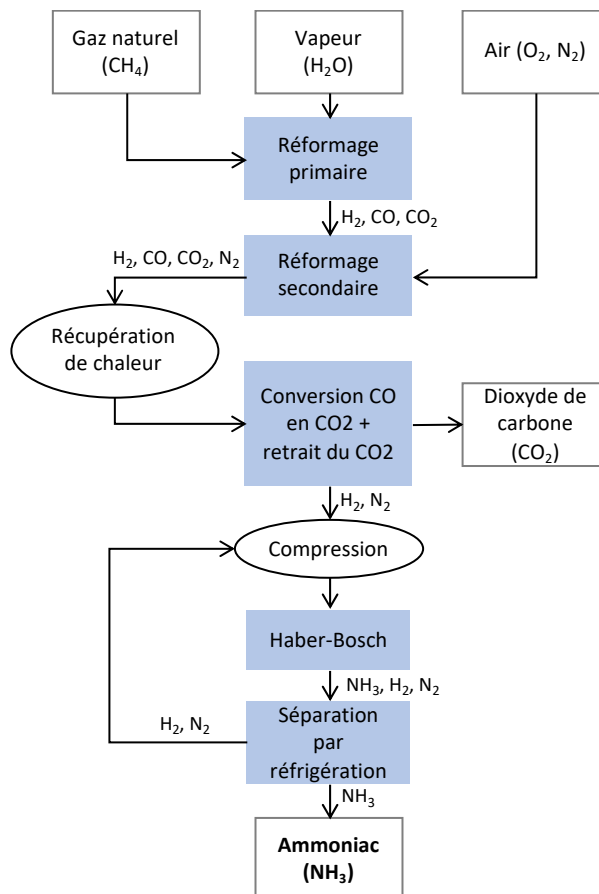 Gaz naturel
(CH₄)
Vapeur
(H₂O)
Air (O₂, N₂)
Réformage
primaire
H₂, CO, CO₂
H₂, CO, CO₂, N₂
Réformage
secondaire
Récupération
de chaleur
Conversion CO
en CO2 +
retrait du CO2
Dioxyde de
carbone
(CO₂)
H₂, N₂
Compression
Haber-Bosch
NH₃, H₂, N₂
H₂, N₂
Séparation
par
réfrigération
NH₃
Ammoniac
(NH₃)